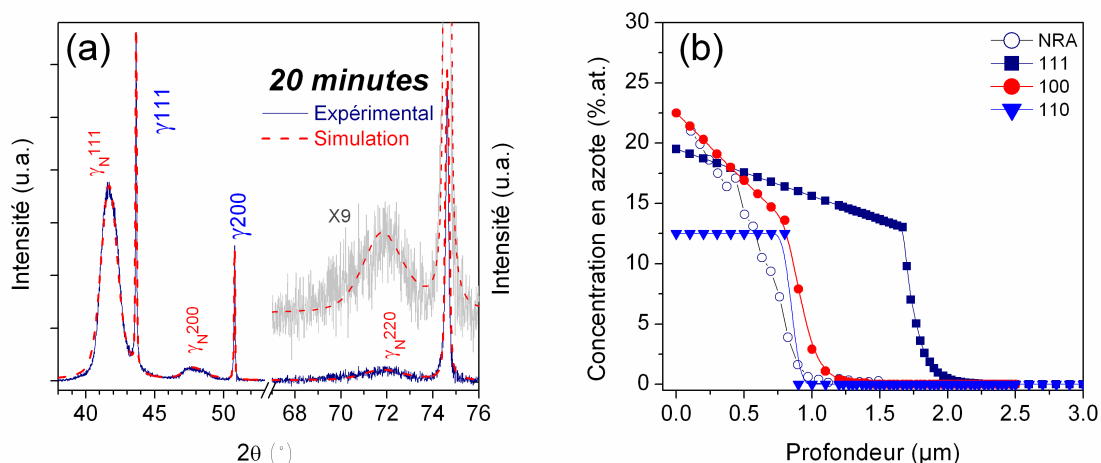 (a)
20 minutes
Expérimental
Simulation
γN111
γ111
γN200
γ200
X9
γN220
Intensité (u.a.)
Intensité (u.a.)
40 45 50 68 70 72 74 76
2θ (°)
(b)
NRA
111
100
110
Concentration en azote (%.at.)
30
25
20
15
10
5
0
0.0 0.5 1.0 1.5 2.0 2.5 3.0
Profondeur (µm)